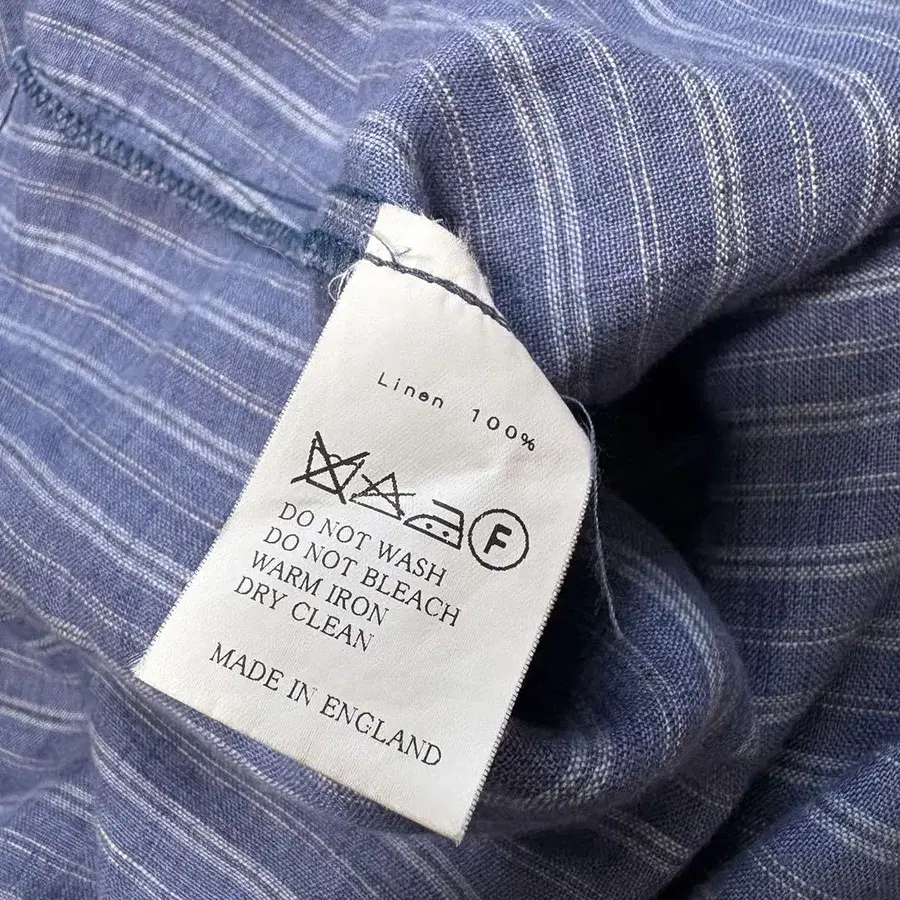 Linen 100%
F
DO NOT WASH
DO NOT BLEACH
WARM IRON
DRY CLEAN
MADE IN ENGLAND